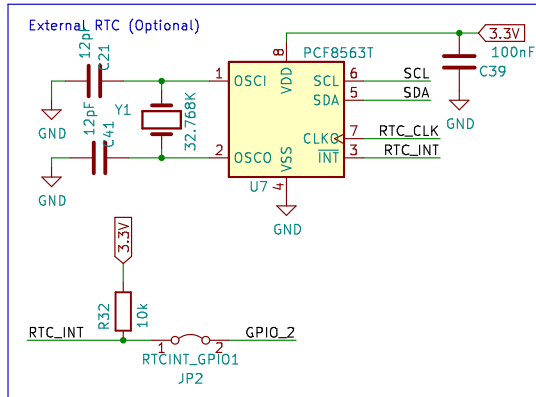 External RTC (Optional)
12pF
C21
GND
12pF
C41
GND
Y1
32.768K
1
2
OSCI
OSCO
8
VDD
VSS
4
U7
GND
PCF8563T
SCL
SDA
CLKO
INT
6
5
7
3
SCL
SDA
RTC_CLK
RTC_INT
3.3V
100nF
C39
GND
3.3V
R32
10k
RTC_INT
1
2
GPIO_2
RTCINT_GPIO1
JP2